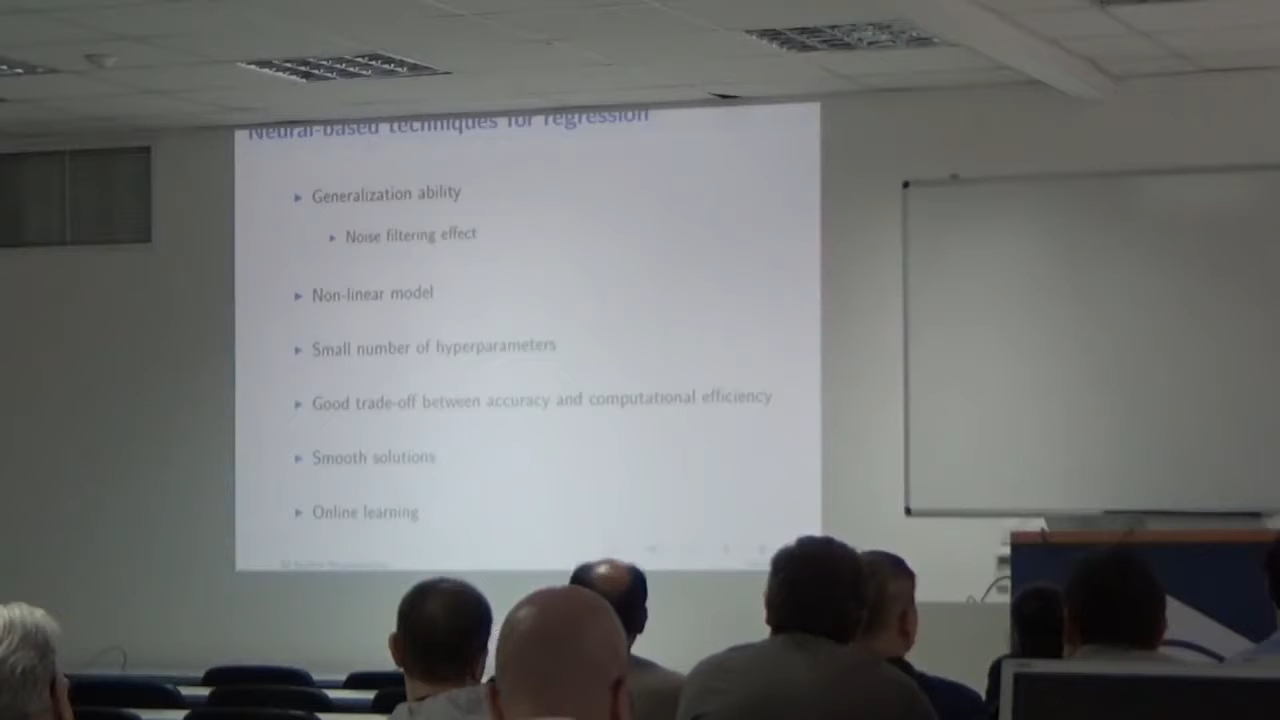 Neural-based techniques for regression
▸ Generalization ability
▸ Noise filtering effect
▸ Non-linear model
▸ Small number of hyperparameters
▸ Good trade-off between accuracy and computational efficiency
▸ Smooth solutions
▸ Online learning